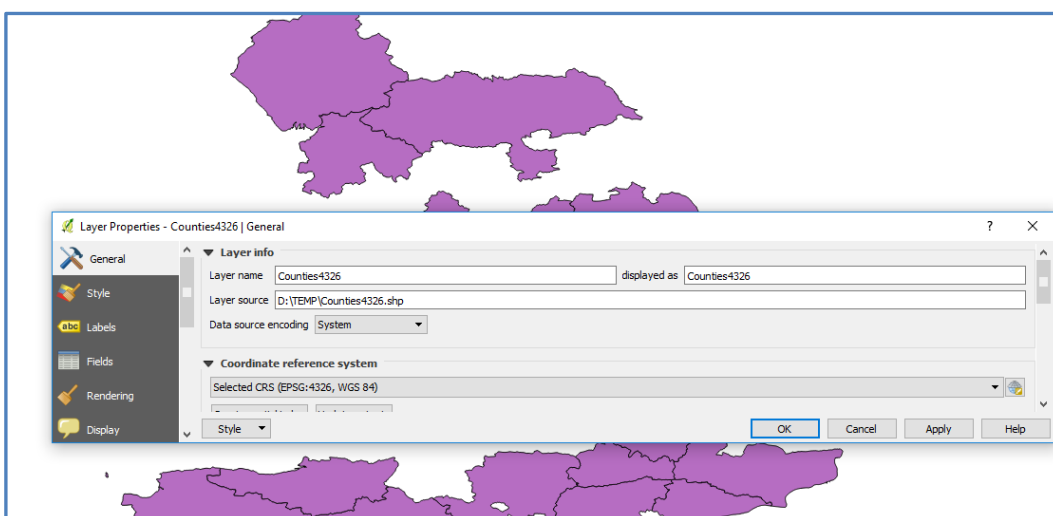 Layer Properties - Counties4326 | General ? X
General
Style
abc Labels
Fields
Rendering
Display
Layer info
Layer name Counties4326 displayed as Counties4326
Layer source D:\TEMP\Counties4326.shp
Data source encoding System
Coordinate reference system
Selected CRS (EPSG:4326, WGS 84)
Style OK Cancel Apply Help